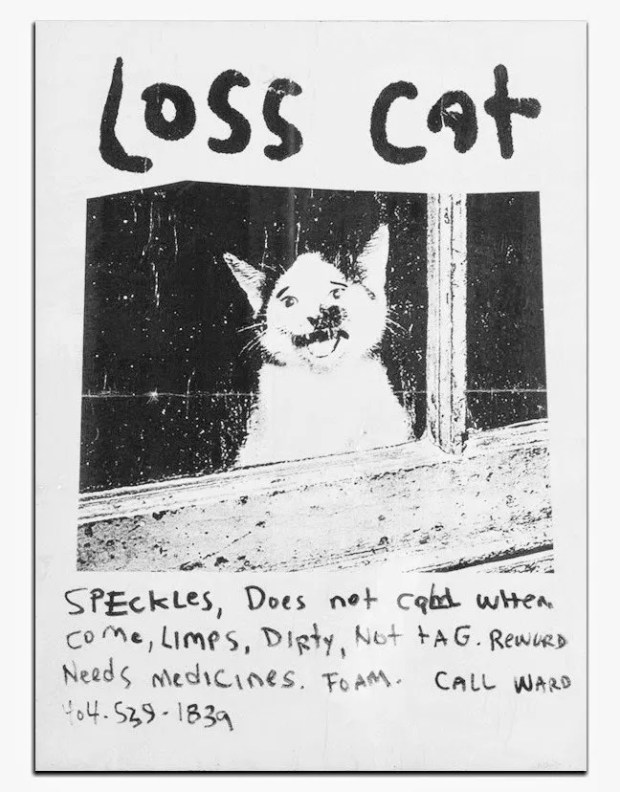 Loss Cat
SPEckLES, Does not cald wHen
come, LIMPS, DIRty, Not tAG. REWURD
Needs medicines. FOAM. CALL WARD
404-539-1839